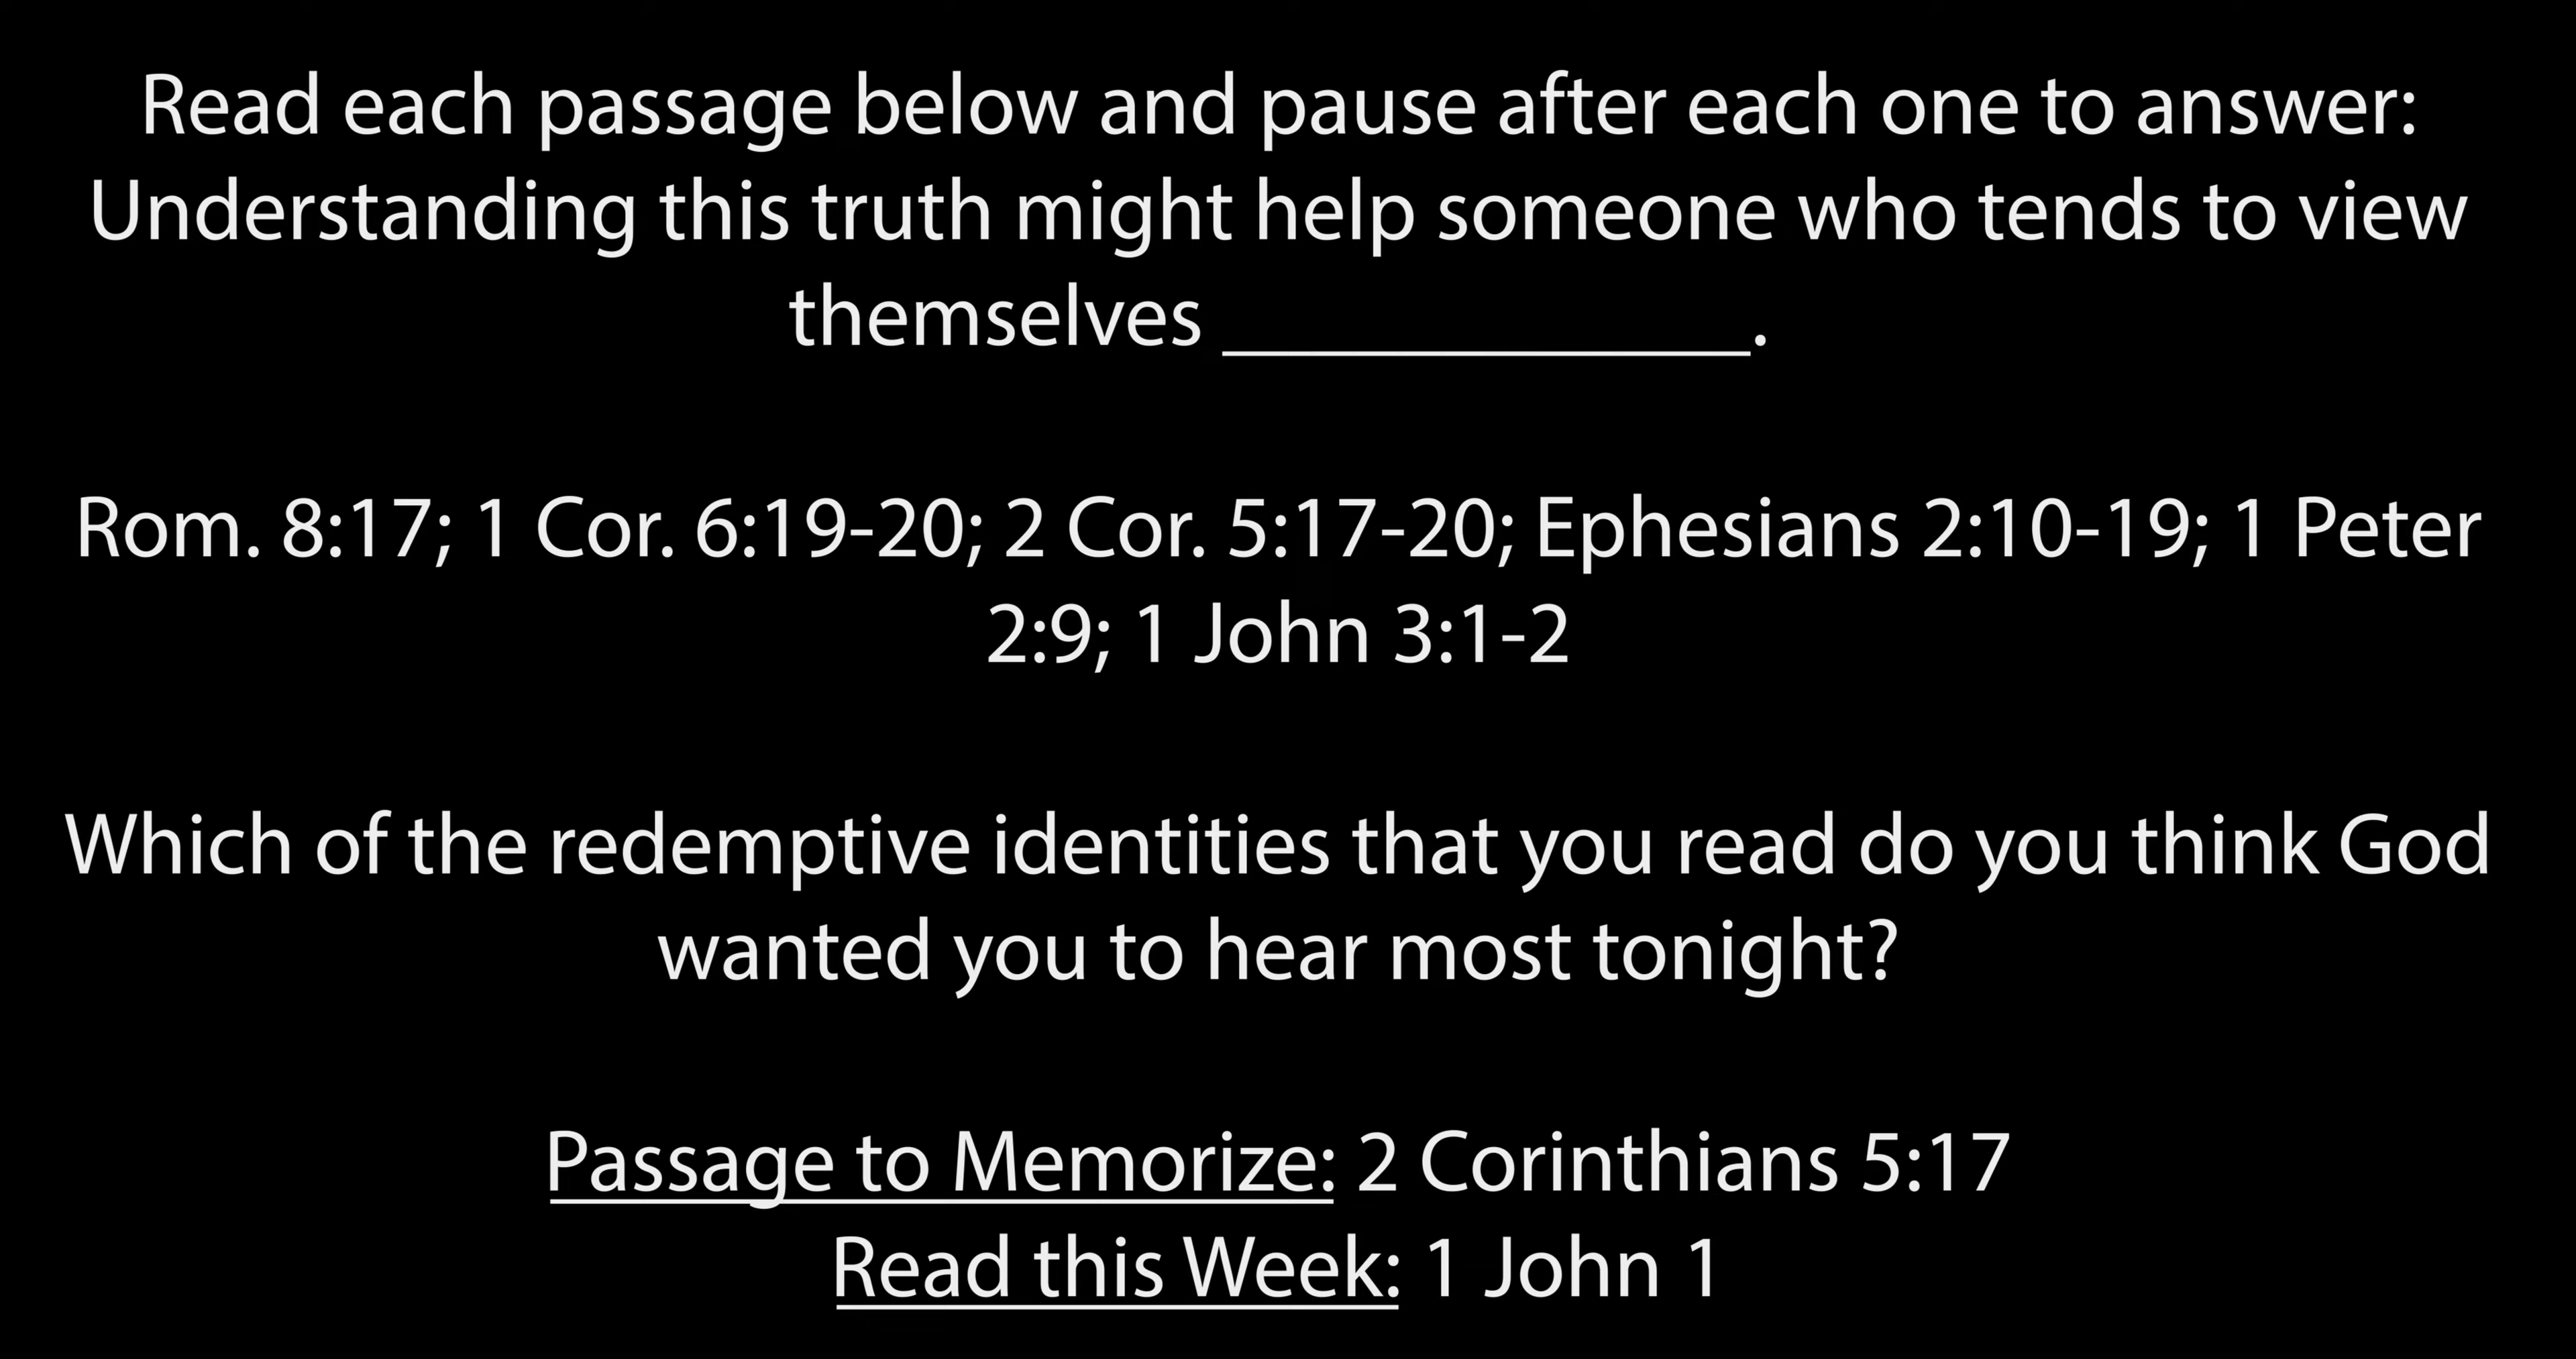 Read each passage below and pause after each one to answer:
Understanding this truth might help someone who tends to view
themselves _____________.
Rom. 8:17; 1 Cor. 6:19-20; 2 Cor. 5:17-20; Ephesians 2:10-19; 1 Peter
2:9; 1 John 3:1-2
Which of the redemptive identities that you read do you think God
wanted you to hear most tonight?
Passage to Memorize: 2 Corinthians 5:17
Read this Week: 1 John 1